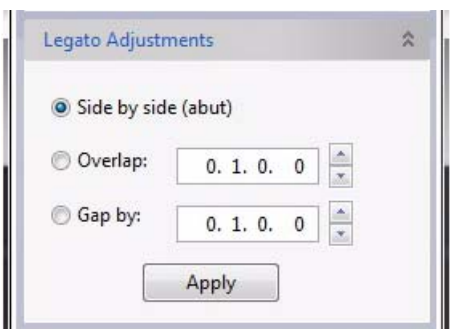 Legato Adjustments
Side by side (abut)
Overlap: 0. 1. 0. 0
Gap by: 0. 1. 0. 0
Apply